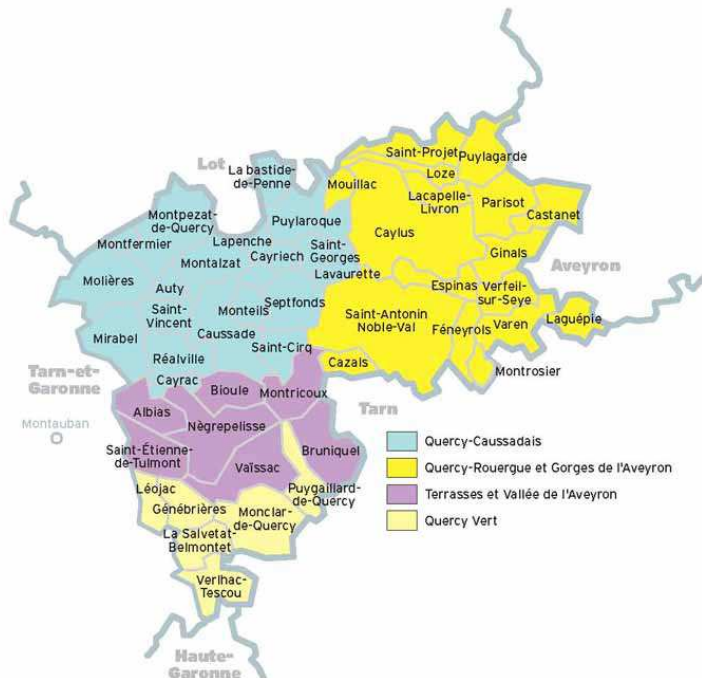 Saint-Projet
Puylagarde
Lot
La bastide-
de-Penne
Loze
Mouillac
Lacapelle-
Livron
Parisot
Castanet
Montpezat-
de-Quercy
Puylaroque
Caylus
Montfermier
Lapenche
Saint-
Georges
Ginals
Montalzat
Cayriech
Lavaurette
Aveyron
Molières
Auty
Septfonds
Espinas
Verfeil-
sur-Seye
Saint-
Vincent
Monteils
Saint-Antonin
Noble-Val
Féneyrols
Varen
Laguépie
Mirabel
Caussade
Saint-Cirq
Réalville
Cazals
Montrosier
Tarn-et-
Garonne
Cayrac
Bioule
Montricoux
Tarn
Albias
Montauban
Nègrepelisse
Bruniquel
Saint-Étienne-
de-Tulmont
Vaïssac
Léojac
Génébrières
Puygaillard-
de-Quercy
Monclar-
de-Quercy
La Salvetat-
Belmontet
Verlhac-
Tescou
Haute-
Garonne
Quercy-Caussadais
Quercy-Rouergue et Gorges de l'Aveyron
Terrasses et Vallée de l'Aveyron
Quercy Vert